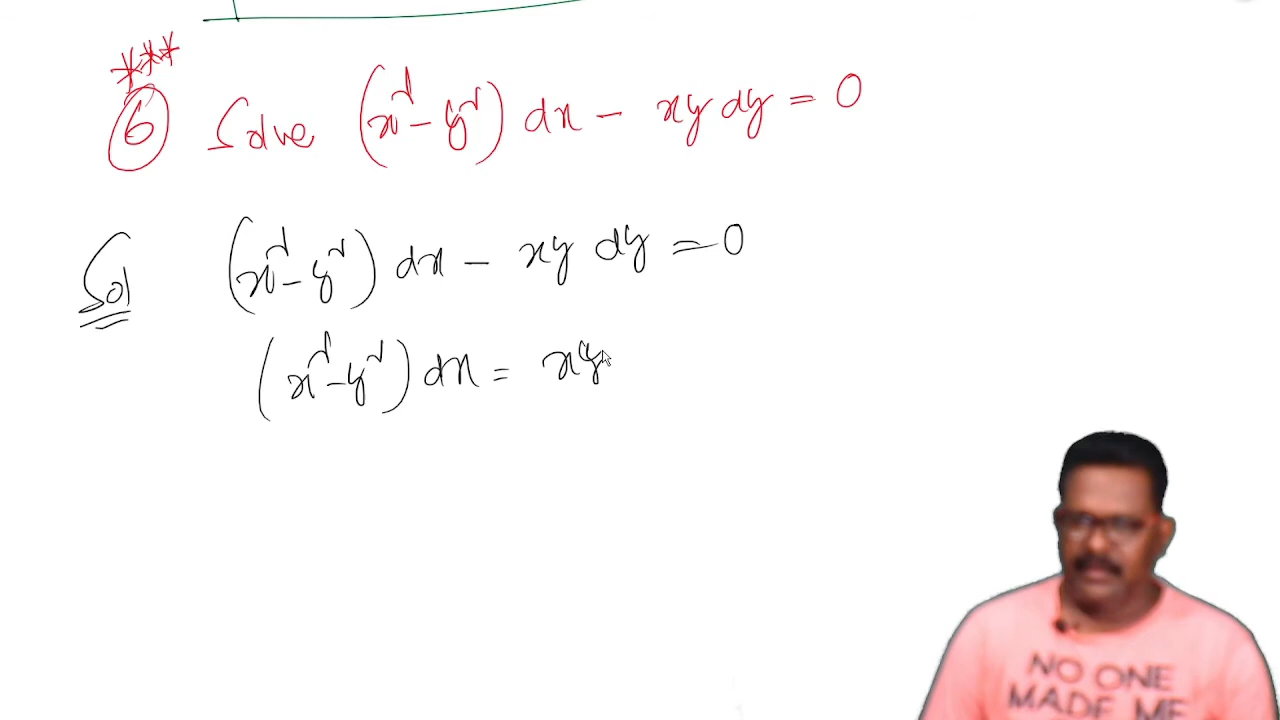 ***
⑥ Solve (x² - y²) dx - xy dy = 0
Sol (x² - y²) dx - xy dy = 0
(x² - y²) dx = xy
NO ONE
MADE ME